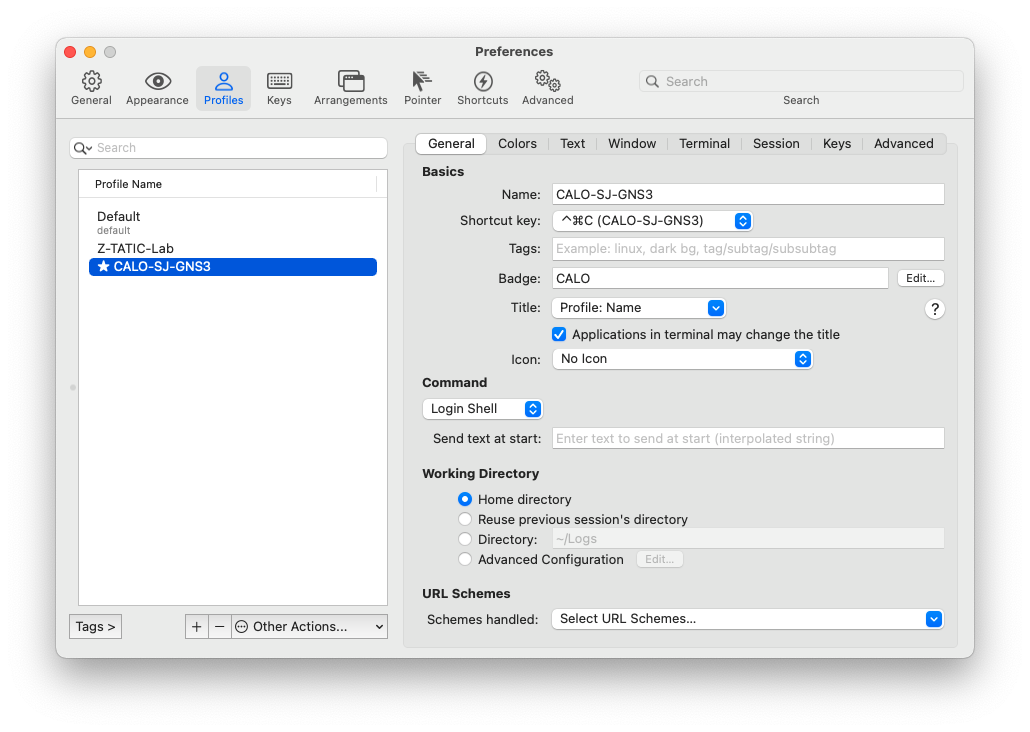 Preferences
General Appearance Profiles Keys Arrangements Pointer Shortcuts Advanced
Search
Search
Search
Profile Name
Default
default
Z-TATIC-Lab
★ CALO-SJ-GNS3
Tags >
+ − Other Actions...
General Colors Text Window Terminal Session Keys Advanced
Basics
Name: CALO-SJ-GNS3
Shortcut key: ^⌘C (CALO-SJ-GNS3)
Tags: Example: linux, dark bg, tag/subtag/subsubtag
Badge: CALO Edit...
Title: Profile: Name ?
Applications in terminal may change the title
Icon: No Icon
Command
Login Shell
Send text at start: Enter text to send at start (interpolated string)
Working Directory
Home directory
Reuse previous session's directory
Directory: ~/Logs
Advanced Configuration Edit...
URL Schemes
Schemes handled: Select URL Schemes...